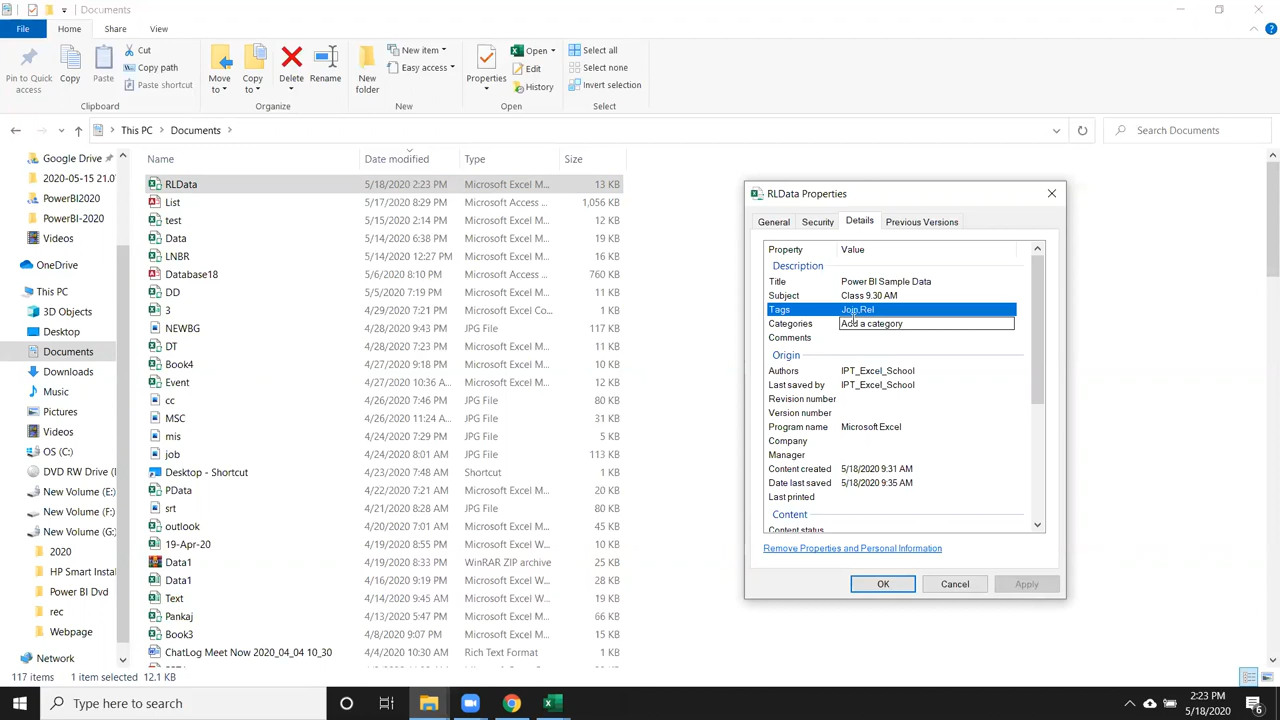 Documents
File Home Share View
Pin to Quick access
Copy
Paste
Cut
Copy path
Paste shortcut
Clipboard
Move to
Copy to
Delete
Rename
Organize
New folder
New item
Easy access
New
Properties
Open
Edit
History
Open
Select all
Select none
Invert selection
Select
This PC > Documents >
Search Documents
Google Drive
2020-05-15 21.0
PowerBI2020
PowerBI-2020
Videos
OneDrive
This PC
3D Objects
Desktop
Documents
Downloads
Music
Pictures
Videos
OS (C:)
DVD RW Drive (
New Volume (E:)
New Volume (F:)
New Volume (G:)
2020
HP Smart Instal
Power BI Dvd
rec
Webpage
Network
Name Date modified Type Size
RLData 5/18/2020 2:23 PM Microsoft Excel M... 13 KB
List 5/17/2020 8:29 PM Microsoft Access ... 1,056 KB
test 5/15/2020 2:14 PM Microsoft Excel M... 12 KB
Data 5/14/2020 6:38 PM Microsoft Excel M... 19 KB
LNBR 5/14/2020 12:27 PM Microsoft Excel M... 16 KB
Database18 5/6/2020 8:10 PM Microsoft Access ... 760 KB
DD 5/5/2020 7:19 PM Microsoft Excel M... 10 KB
3 4/29/2020 7:21 PM Microsoft Excel Co... 1 KB
NEWBG 4/28/2020 9:43 PM JPG File 117 KB
DT 4/27/2020 9:43 PM Microsoft Excel M... 10 KB
Book4 4/27/2020 9:18 PM Microsoft Excel M... 10 KB
Event 4/27/2020 10:36 A... Microsoft Excel M... 12 KB
cc 4/26/2020 7:46 PM JPG File 80 KB
MSC 4/26/2020 11:24 A... JPG File 31 KB
mis 4/24/2020 7:29 PM JPG File 5 KB
job 4/24/2020 8:01 AM JPG File 113 KB
Desktop - Shortcut 4/23/2020 7:48 AM Shortcut 1 KB
PData 4/22/2020 7:21 AM Microsoft Excel M... 20 KB
srt 4/21/2020 8:28 AM JPG File 80 KB
outlook 4/20/2020 7:01 AM Microsoft Excel M... 45 KB
19-Apr-20 4/19/2020 8:55 PM Microsoft Excel W... 10 KB
Data1 4/19/2020 8:33 PM WinRAR ZIP archive 25 KB
Data1 4/16/2020 9:19 PM Microsoft Excel W... 28 KB
Text 4/14/2020 9:45 AM Microsoft Excel W... 19 KB
Pankaj 4/13/2020 5:47 PM Microsoft Excel M... 66 KB
Book3 4/8/2020 9:07 PM Microsoft Excel M... 15 KB
ChatLog Meet Now 2020_04_04 10_30 4/4/2020 10:30 AM Rich Text Format 1 KB
RLData Properties
General Security Details Previous Versions
Property Value
Description
Title Power BI Sample Data
Subject Class 9.30 AM
Tags Join,Rel
Categories Add a category
Comments
Origin
Authors IPT_Excel_School
Last saved by IPT_Excel_School
Revision number
Version number
Program name Microsoft Excel
Company
Manager
Content created 5/18/2020 9:31 AM
Date last saved 5/18/2020 9:35 AM
Last printed
Content
Content status
Remove Properties and Personal Information
OK Cancel Apply
117 items 1 item selected 12.1 KB
Type here to search
2:23 PM
5/18/2020
6